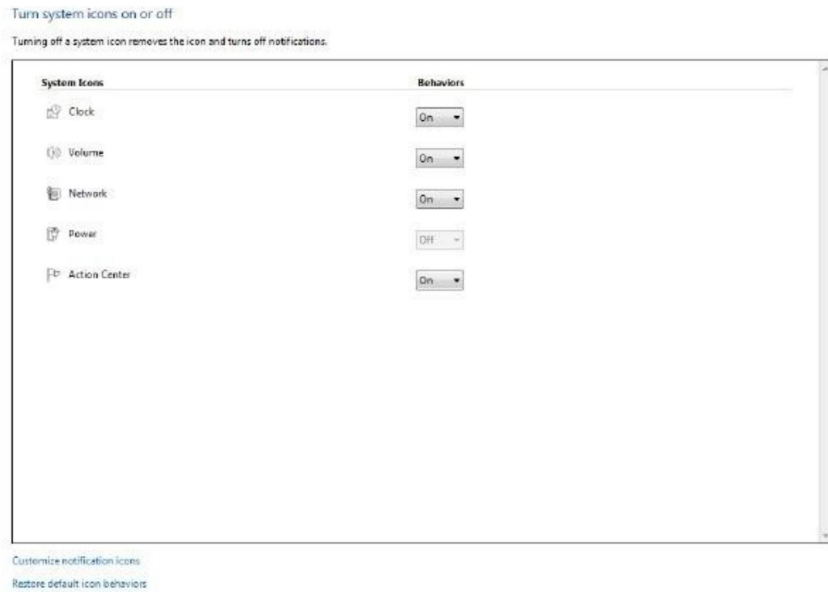 Turn system icons on or off
Turning off a system icon removes the icon and turns off notifications.
System Icons Behaviors
Clock On
Volume On
Network On
Power Off
Action Center On
Customize notification icons
Restore default icon behaviors